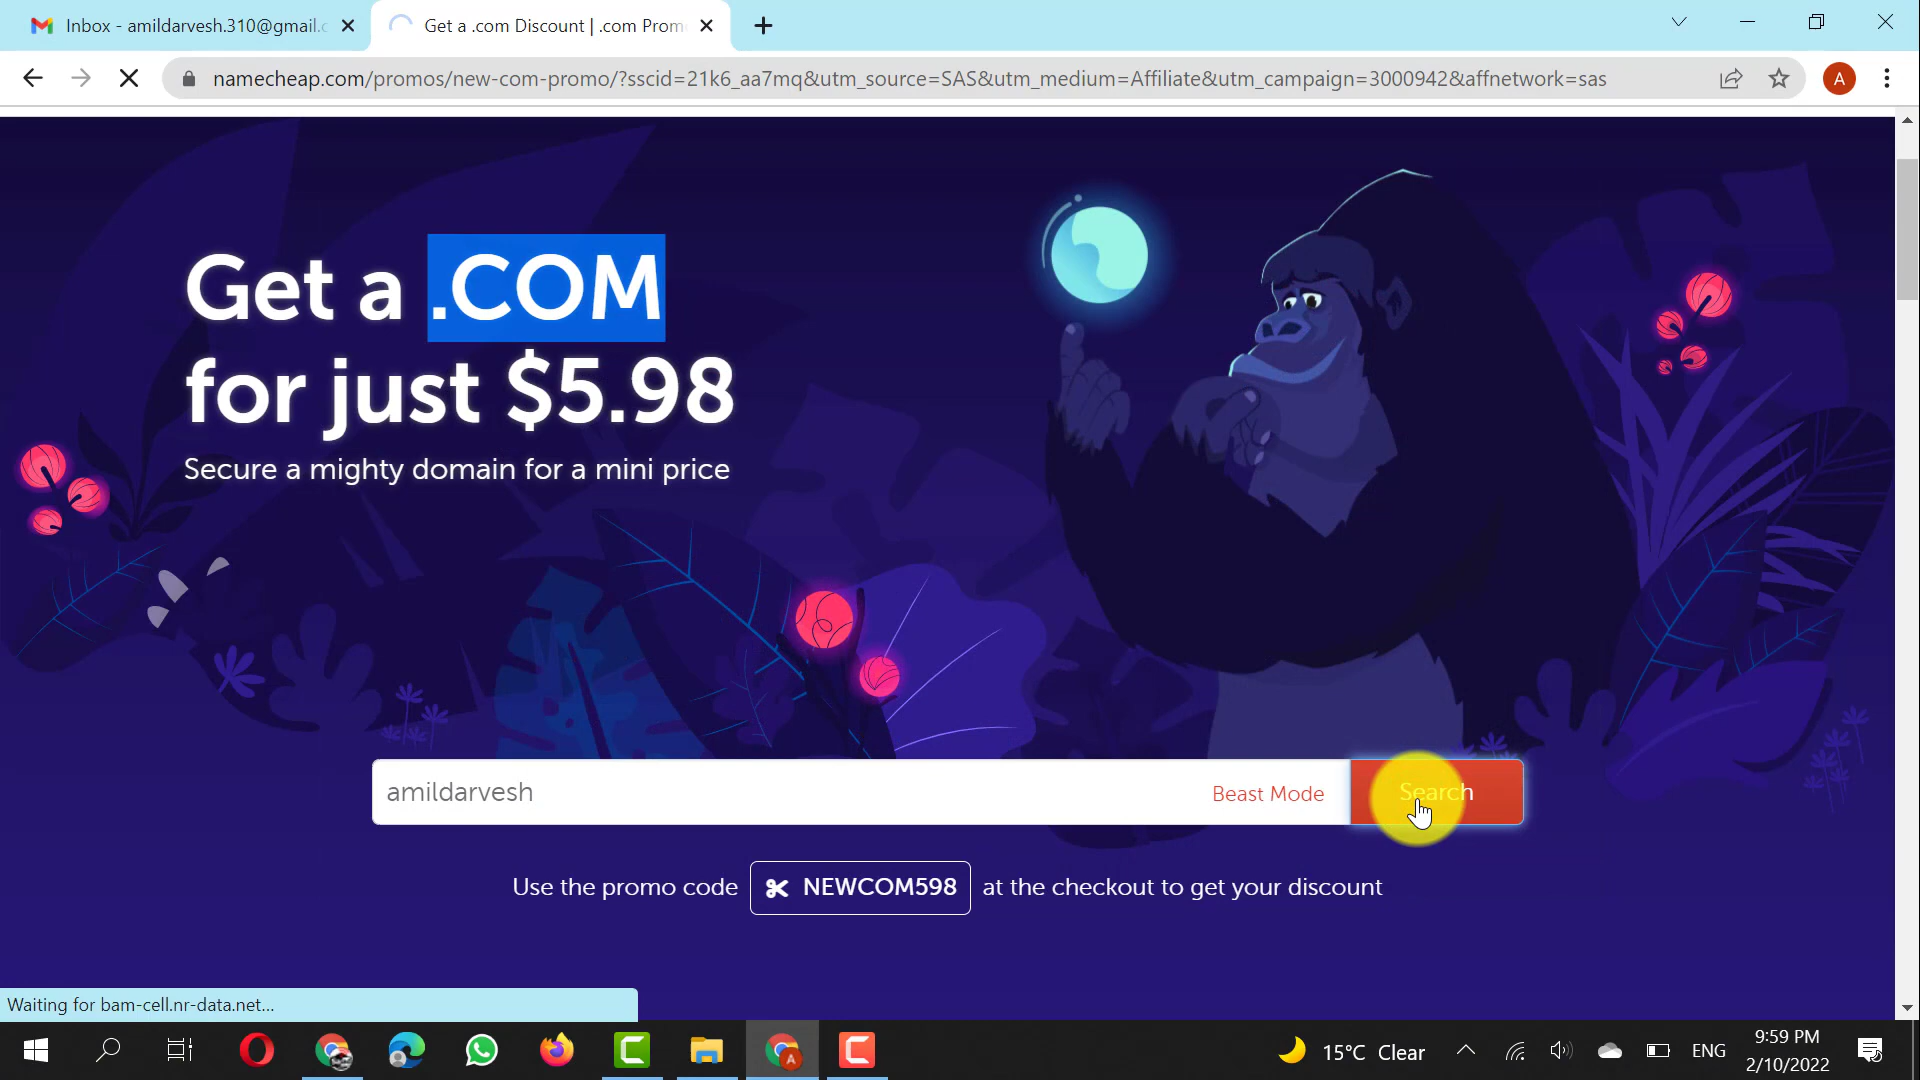 Inbox - amildarvesh.310@gmail.c
Get a .com Discount | .com Prom
namecheap.com/promos/new-com-promo/?sscid=21k6_aa7mq&utm_source=SAS&utm_medium=Affiliate&utm_campaign=3000942&affnetwork=sas
A
Get a .COM
for just $5.98
Secure a mighty domain for a mini price
amildarvesh
Beast Mode
Search
Use the promo code NEWCOM598 at the checkout to get your discount
Waiting for bam-cell.nr-data.net...
A
15°C Clear
ENG
9:59 PM
2/10/2022